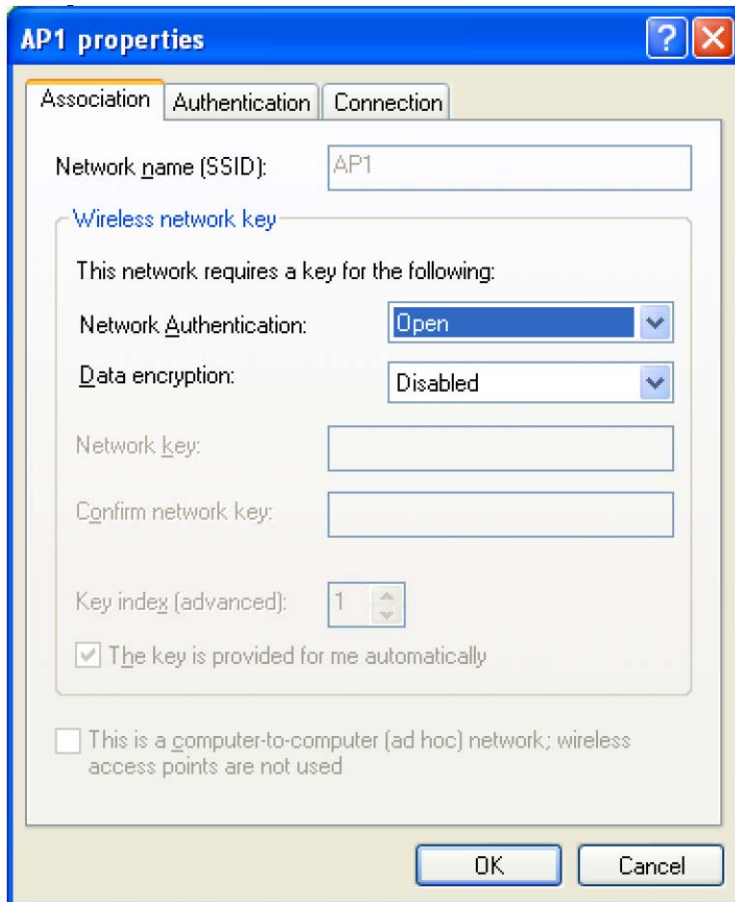 AP1 properties
Association Authentication Connection
Network name (SSID): AP1
Wireless network key
This network requires a key for the following:
Network Authentication: Open
Data encryption: Disabled
Network key:
Confirm network key:
Key index (advanced): 1
The key is provided for me automatically
This is a computer-to-computer (ad hoc) network; wireless
access points are not used
OK Cancel